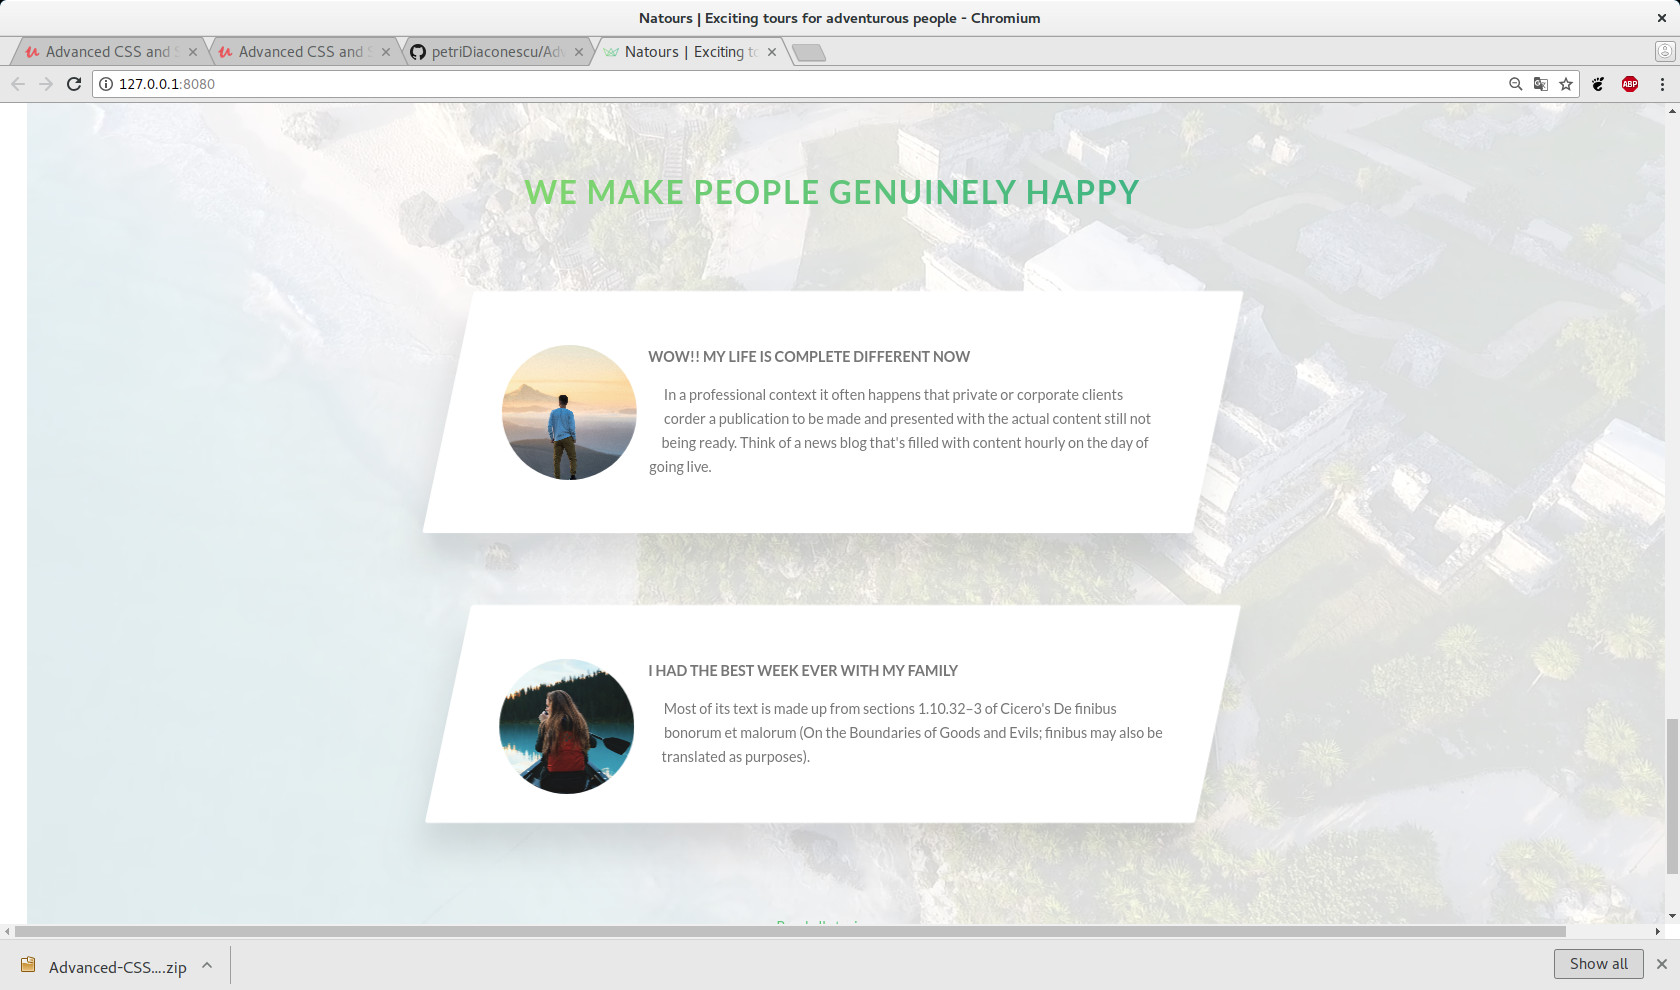 Natours | Exciting tours for adventurous people - Chromium
Advanced CSS and S
Advanced CSS and S
petriDiaconescu/Adv
Natours | Exciting to
127.0.0.1:8080
ABP
WE MAKE PEOPLE GENUINELY HAPPY
WOW!! MY LIFE IS COMPLETE DIFFERENT NOW
In a professional context it often happens that private or corporate clients
corder a publication to be made and presented with the actual content still not
being ready. Think of a news blog that's filled with content hourly on the day of
going live.
I HAD THE BEST WEEK EVER WITH MY FAMILY
Most of its text is made up from sections 1.10.32–3 of Cicero's De finibus
bonorum et malorum (On the Boundaries of Goods and Evils; finibus may also be
translated as purposes).
Advanced-CSS....zip
Show all